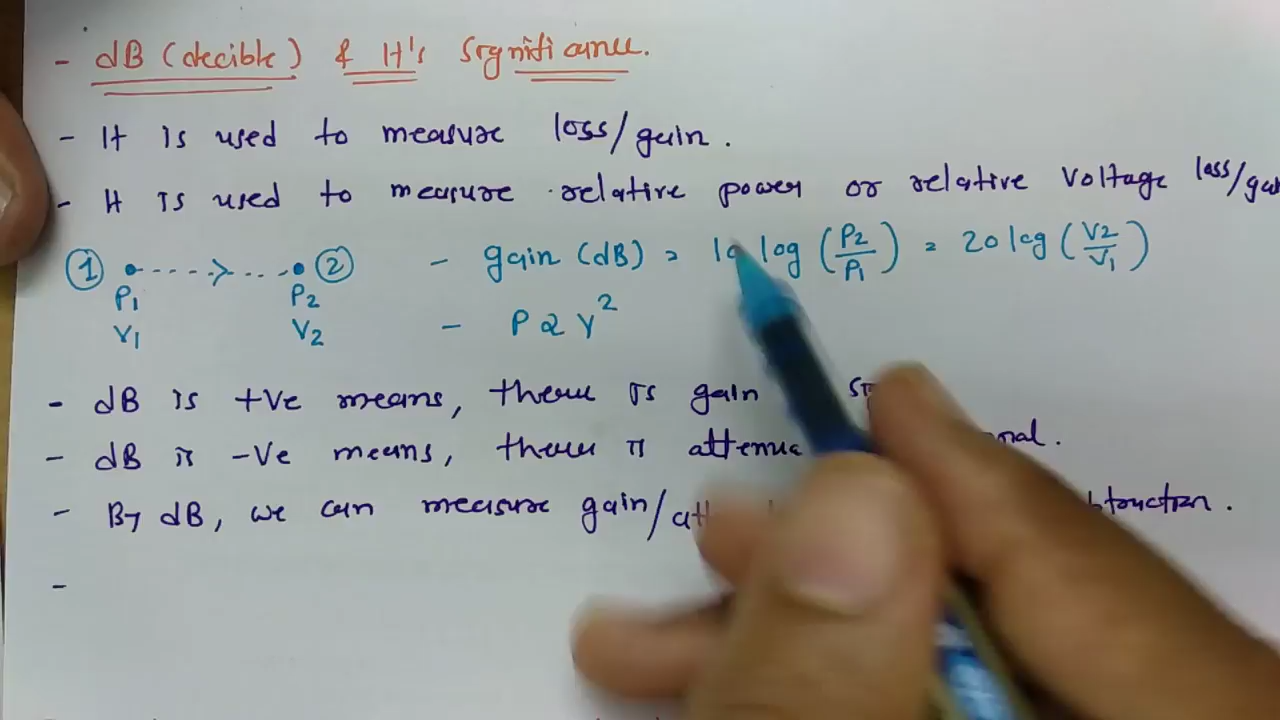 - dB (decible) & It's Significance.
- It is used to measure loss/gain.
- It is used to measure relative power or relative voltage loss/
① ② - gain (dB) = 10 log (P2/P1) = 20 log (V2/V1)
P1 P2
V1 V2 - P ∝ V²
- dB is +Ve means, there is gain
- dB is -Ve means, there is
- By dB, we can measure gain/
-